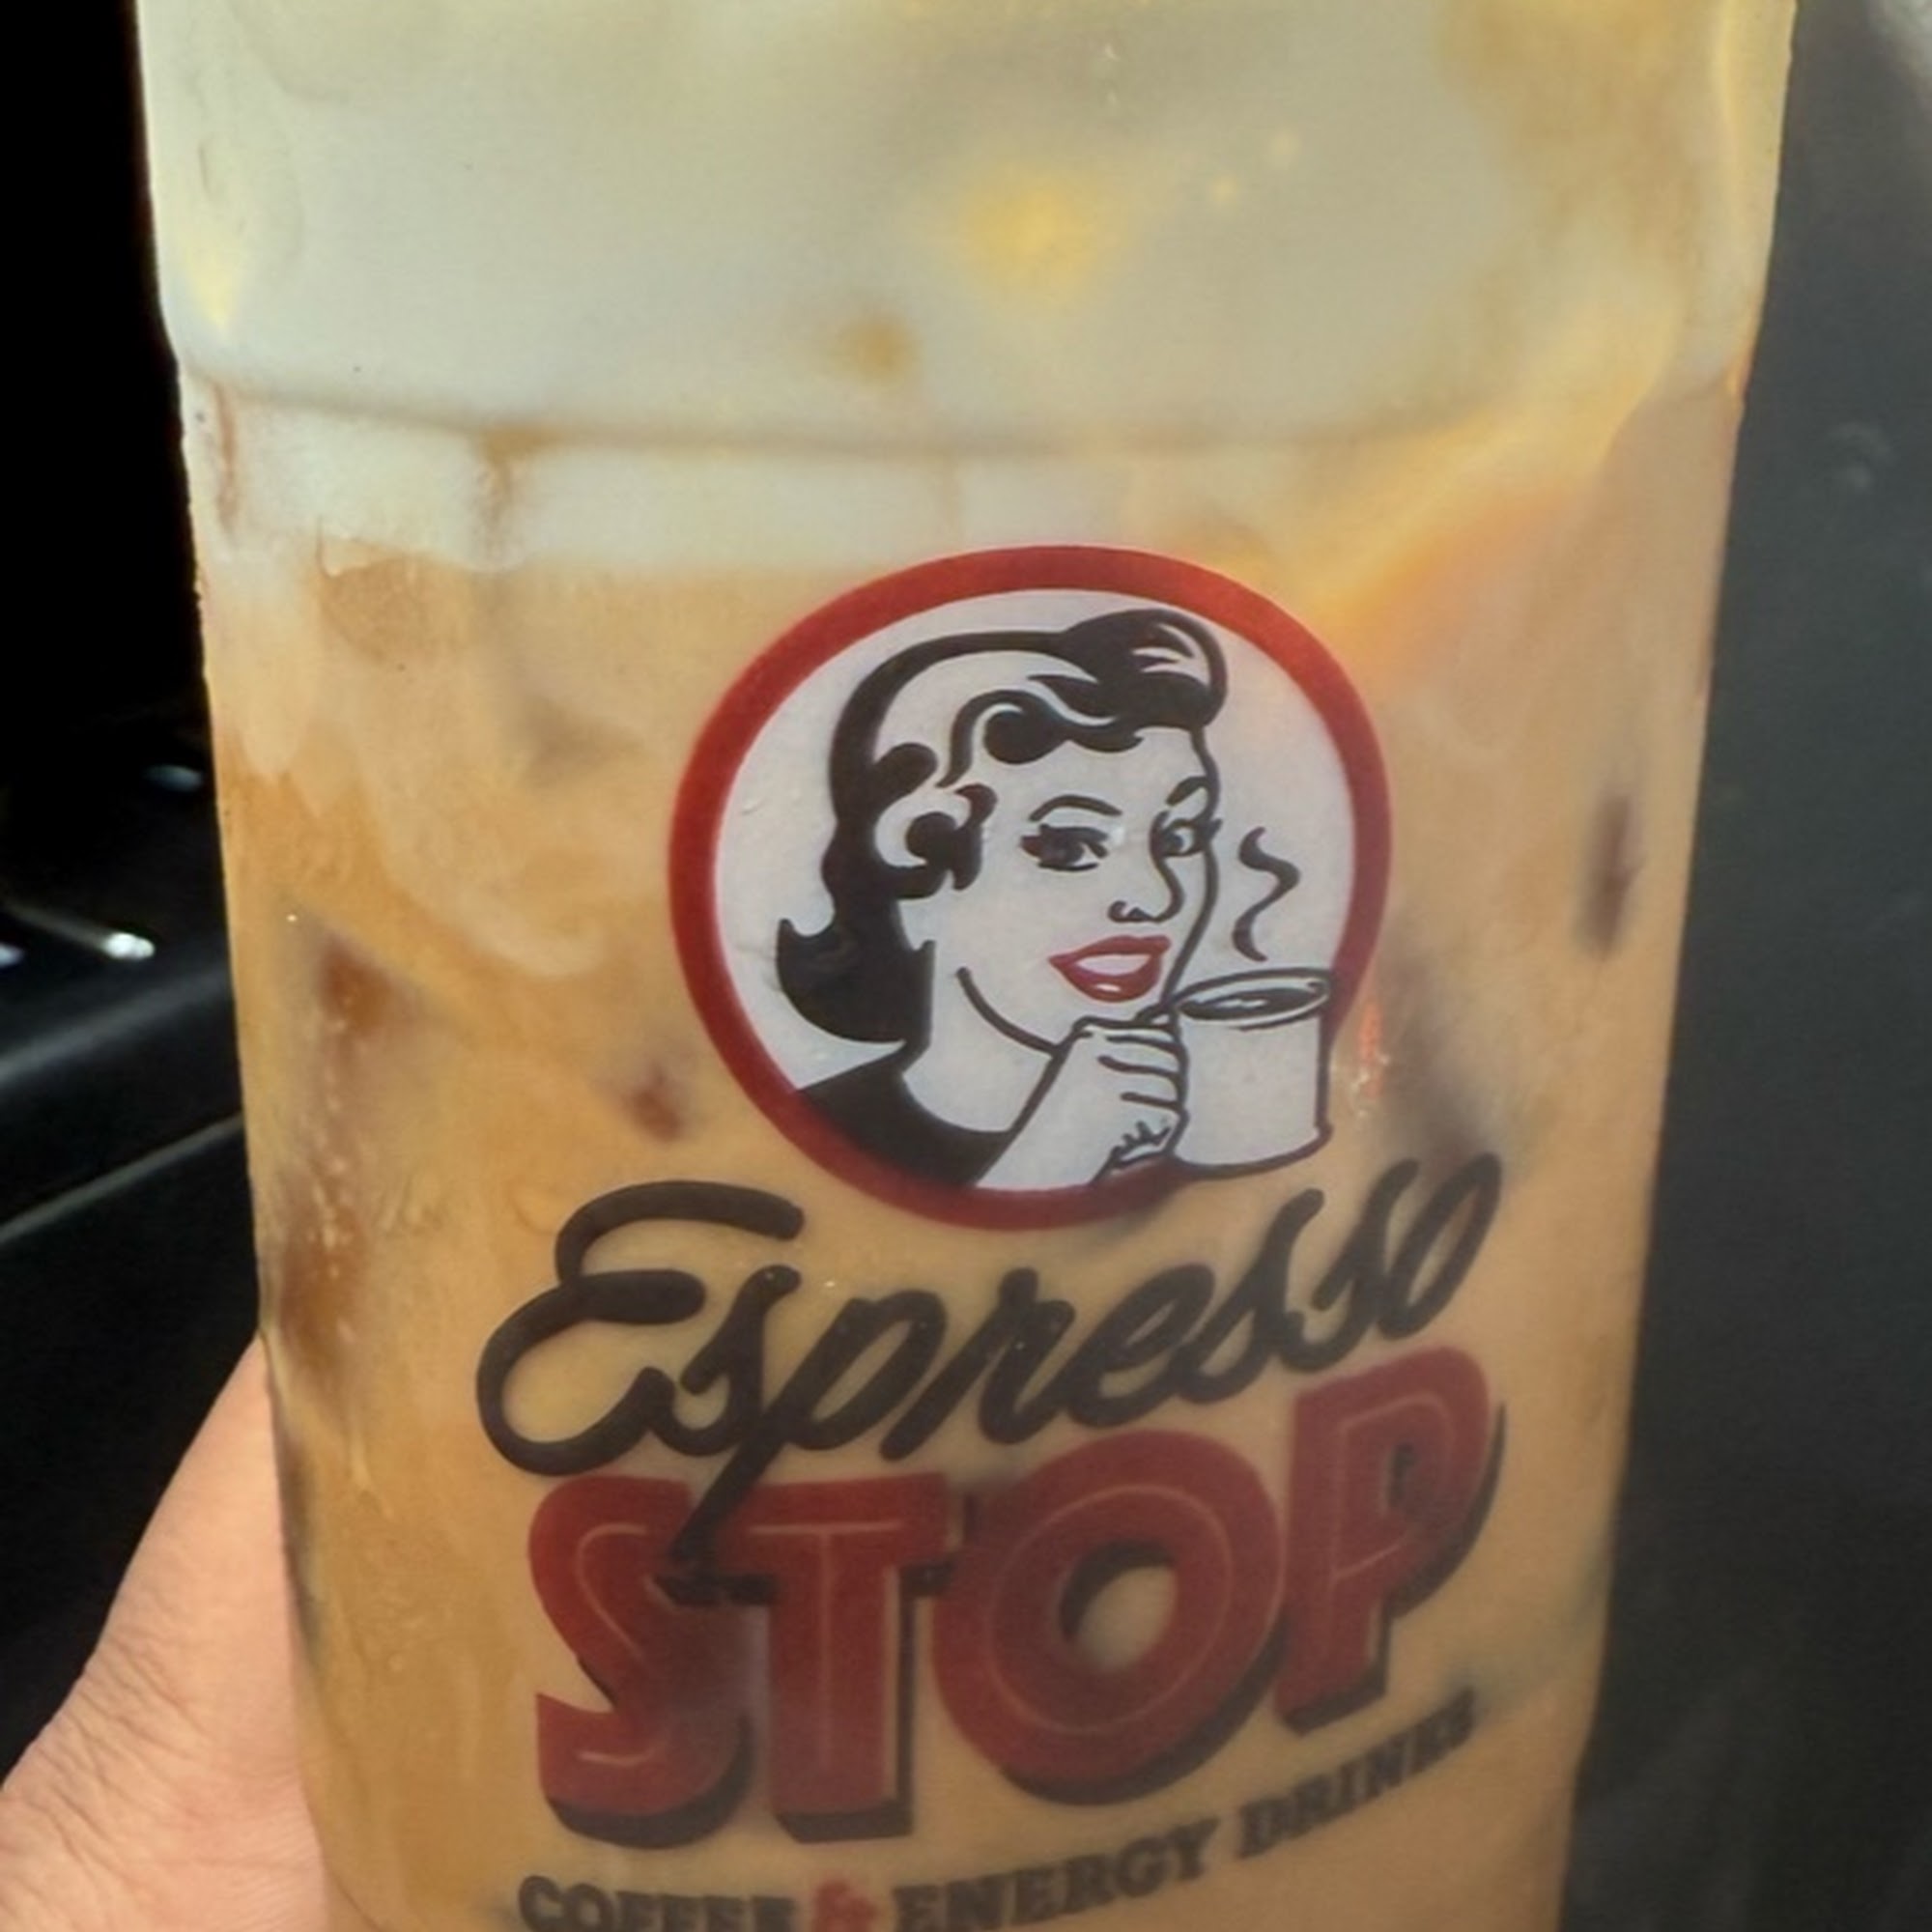 Espresso
STOP
COFFEE & ENERGY DRINKS